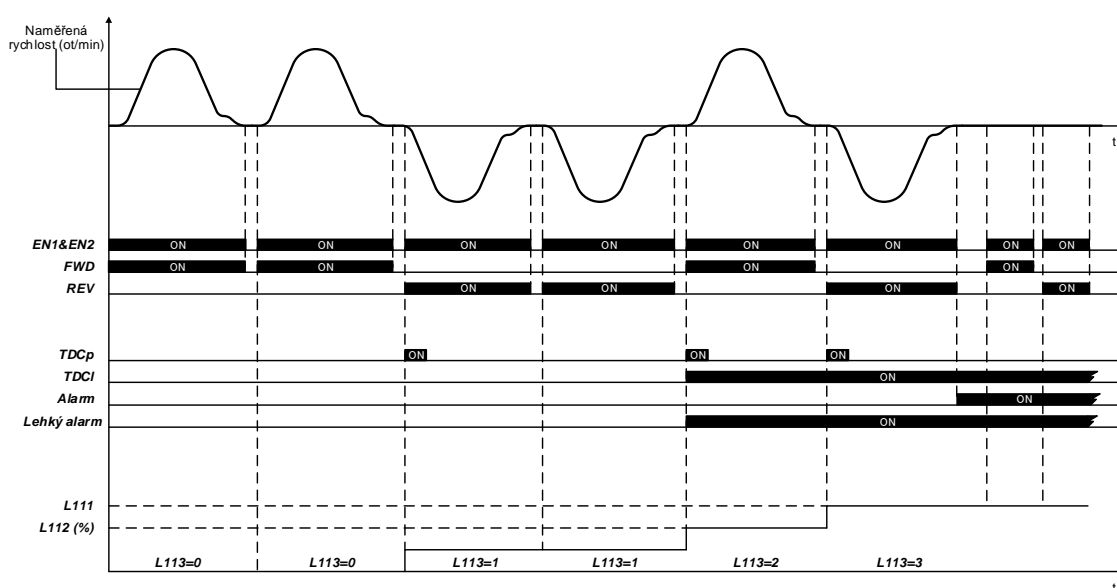 Naměřená
rychlost (ot/min)
t
EN1&EN2 ON ON ON ON ON ON ON ON
FWD ON ON ON ON
REV ON ON ON ON
TDCp ON ON ON
TDCl ON
Alarm ON
Lehký alarm ON
L111
L112 (%)
L113=0 L113=0 L113=1 L113=1 L113=2 L113=3
t